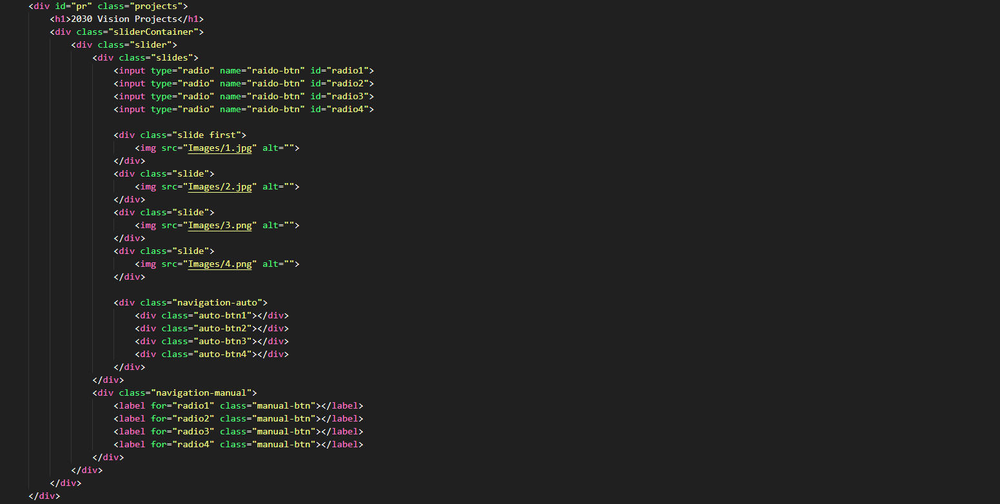 <div id="pr" class="projects">
<h1>2030 Vision Projects</h1>
<div class="sliderContainer">
<div class="slider">
<div class="slides">
<input type="radio" name="raido-btn" id="radio1">
<input type="radio" name="raido-btn" id="radio2">
<input type="radio" name="raido-btn" id="radio3">
<input type="radio" name="raido-btn" id="radio4">
<div class="slide first">
<img src="Images/1.jpg" alt="">
</div>
<div class="slide">
<img src="Images/2.jpg" alt="">
</div>
<div class="slide">
<img src="Images/3.png" alt="">
</div>
<div class="slide">
<img src="Images/4.png" alt="">
</div>
<div class="navigation-auto">
<div class="auto-btn1"></div>
<div class="auto-btn2"></div>
<div class="auto-btn3"></div>
<div class="auto-btn4"></div>
</div>
</div>
<div class="navigation-manual">
<label for="radio1" class="manual-btn"></label>
<label for="radio2" class="manual-btn"></label>
<label for="radio3" class="manual-btn"></label>
<label for="radio4" class="manual-btn"></label>
</div>
</div>
</div>
</div>